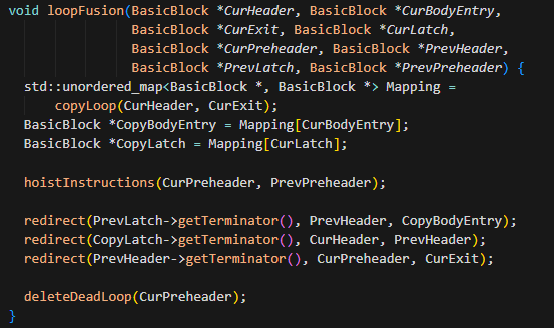 void loopFusion(BasicBlock *CurHeader, BasicBlock *CurBodyEntry,
                BasicBlock *CurExit, BasicBlock *CurLatch,
                BasicBlock *CurPreheader, BasicBlock *PrevHeader,
                BasicBlock *PrevLatch, BasicBlock *PrevPreheader) {
  std::unordered_map<BasicBlock *, BasicBlock *> Mapping =
      copyLoop(CurHeader, CurExit);
  BasicBlock *CopyBodyEntry = Mapping[CurBodyEntry];
  BasicBlock *CopyLatch = Mapping[CurLatch];

  hoistInstructions(CurPreheader, PrevPreheader);

  redirect(PrevLatch->getTerminator(), PrevHeader, CopyBodyEntry);
  redirect(CopyLatch->getTerminator(), CurHeader, PrevHeader);
  redirect(PrevHeader->getTerminator(), CurPreheader, CurExit);

  deleteDeadLoop(CurPreheader);
}